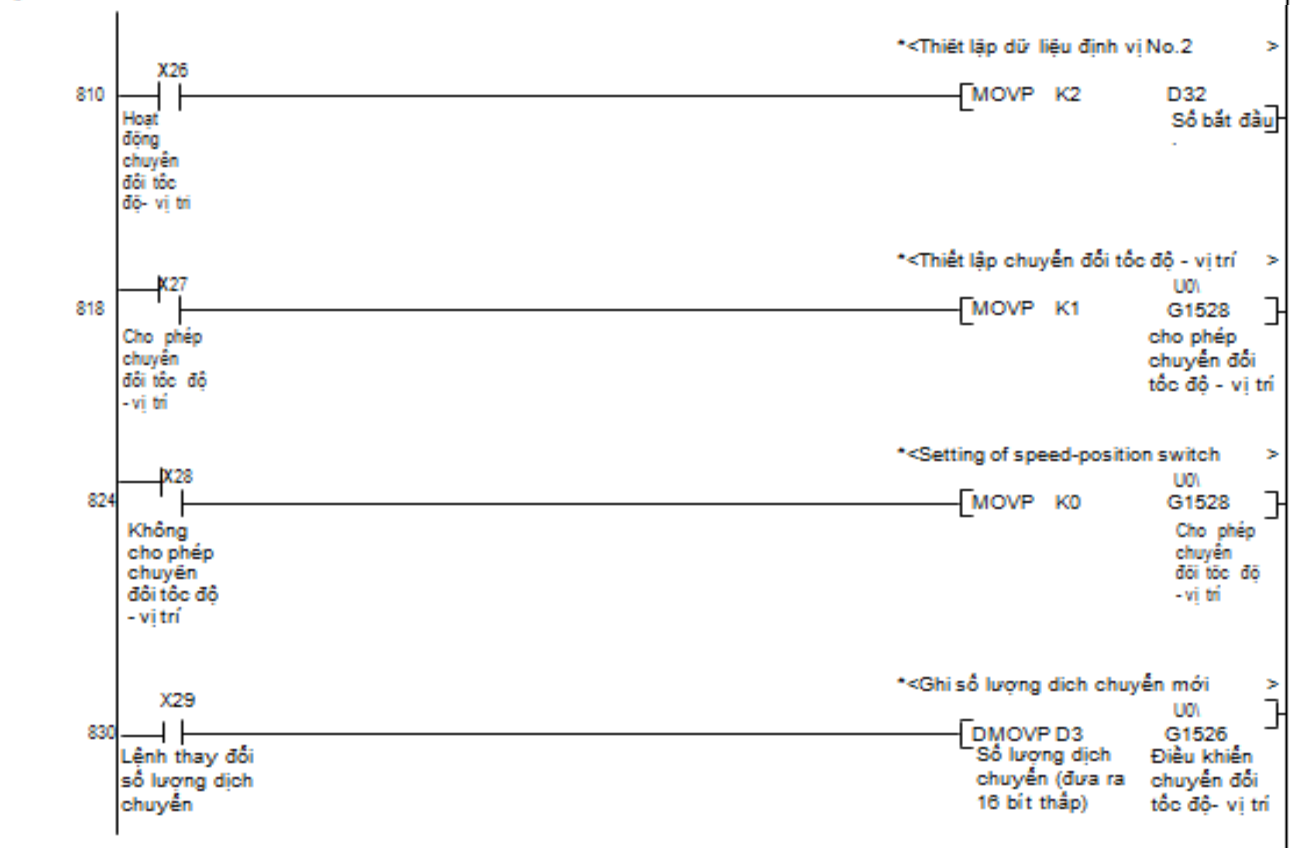 *<Thiết lập dữ liệu định vị No.2 >
X26
810
MOVP K2 D32
Số bắt đầu
.
Hoạt
động
chuyển
đổi tốc
độ- vị tri
*<Thiết lập chuyển đổi tốc độ - vị trí >
X27
U0\
818
MOVP K1 G1528
Cho phép
chuyển
đổi tốc độ
- vị trí
cho phép
chuyển đổi
tốc độ - vị trí
*<Setting of speed-position switch >
X28
U0\
824
MOVP K0 G1528
Không
cho phép
chuyển
đổi tốc độ
- vị trí
Cho phép
chuyển
đổi tốc độ
- vị trí
*<Ghi số lượng dich chuyển mới >
X29
U0\
830
DMOVP D3 G1526
Lệnh thay đổi
số lượng dịch
chuyển
Số lượng dịch
chuyển (đưa ra
16 bít thấp)
Điều khiển
chuyển đổi
tốc độ- vị trí